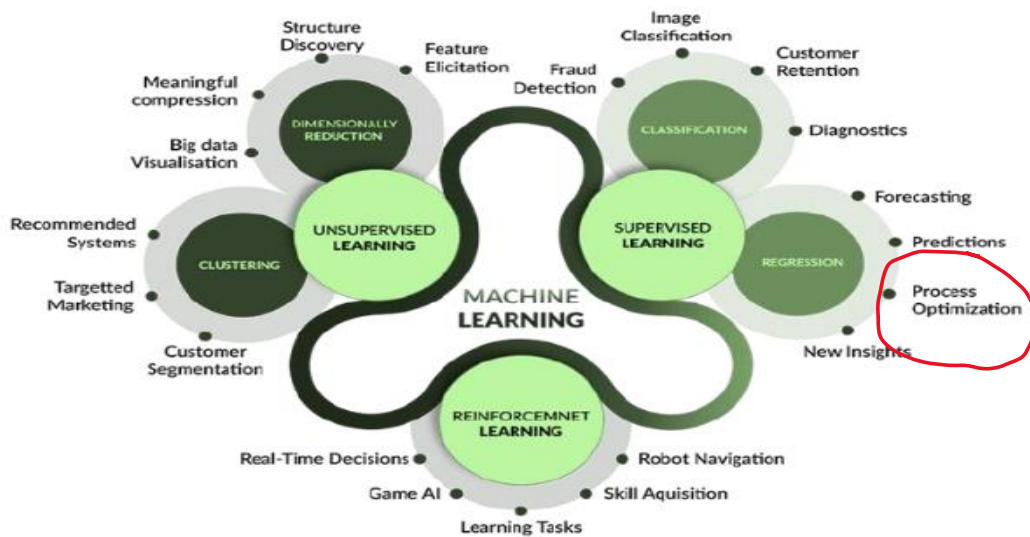 Structure
Discovery
Feature
Elicitation
Meaningful
compression
Big data
Visualisation
DIMENSIONALLY
REDUCTION
Recommended
Systems
Targetted
Marketing
Customer
Segmentation
CLUSTERING
UNSUPERVISED
LEARNING
MACHINE
LEARNING
Image
Classification
Fraud
Detection
Customer
Retention
Diagnostics
CLASSIFICATION
SUPERVISED
LEARNING
REGRESSION
Forecasting
Predictions
Process
Optimization
New Insights
REINFORCEMNET
LEARNING
Real-Time Decisions
Game AI
Learning Tasks
Skill Aquisition
Robot Navigation